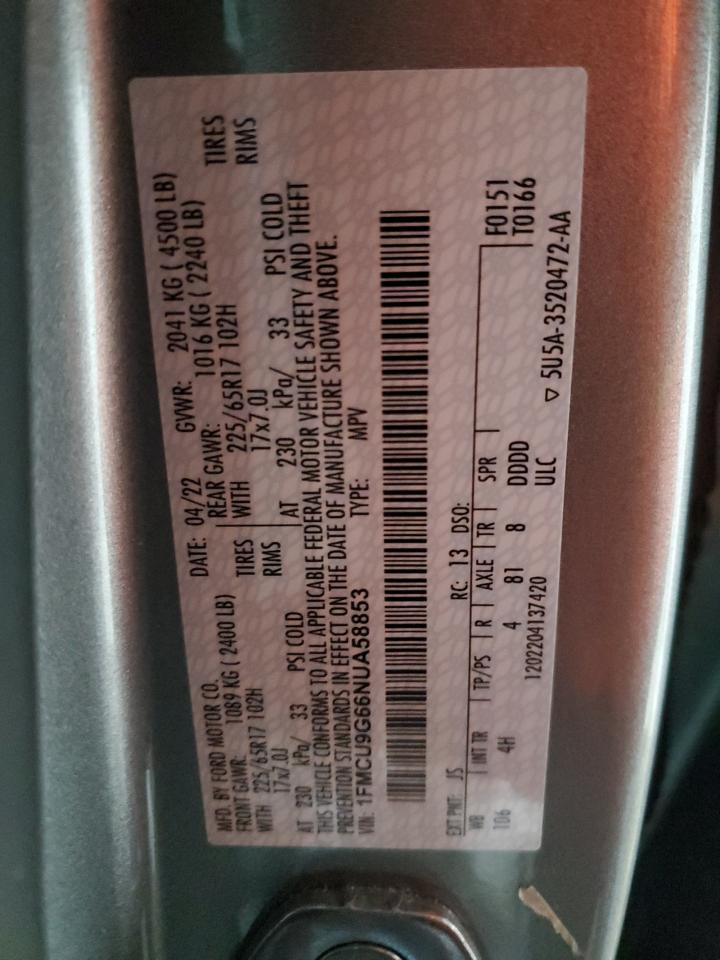 MFD. BY FORD MOTOR CO.
DATE: 04/22 GVWR: 2041 KG ( 4500 LB)
FRONT GAWR: 1089 KG ( 2400 LB) REAR GAWR: 1016 KG ( 2240 LB)
WITH 225/65R17 102H TIRES WITH 225/65R17 102H TIRES
17x7.0J RIMS 17x7.0J RIMS
AT 230 kPa/ 33 PSI COLD AT 230 kPa/ 33 PSI COLD
THIS VEHICLE CONFORMS TO ALL APPLICABLE FEDERAL MOTOR VEHICLE SAFETY AND THEFT
PREVENTION STANDARDS IN EFFECT ON THE DATE OF MANUFACTURE SHOWN ABOVE.
VIN: 1FMCU9G66NUA58853 TYPE: MPV
EXT PNT: JS RC: 13 DSO:
WB INT TR TP/PS R AXLE TR SPR F0151
106 4H 4 81 8 DDDD T0166
1202204137420 ULC
▽ 5U5A-3520472-AA